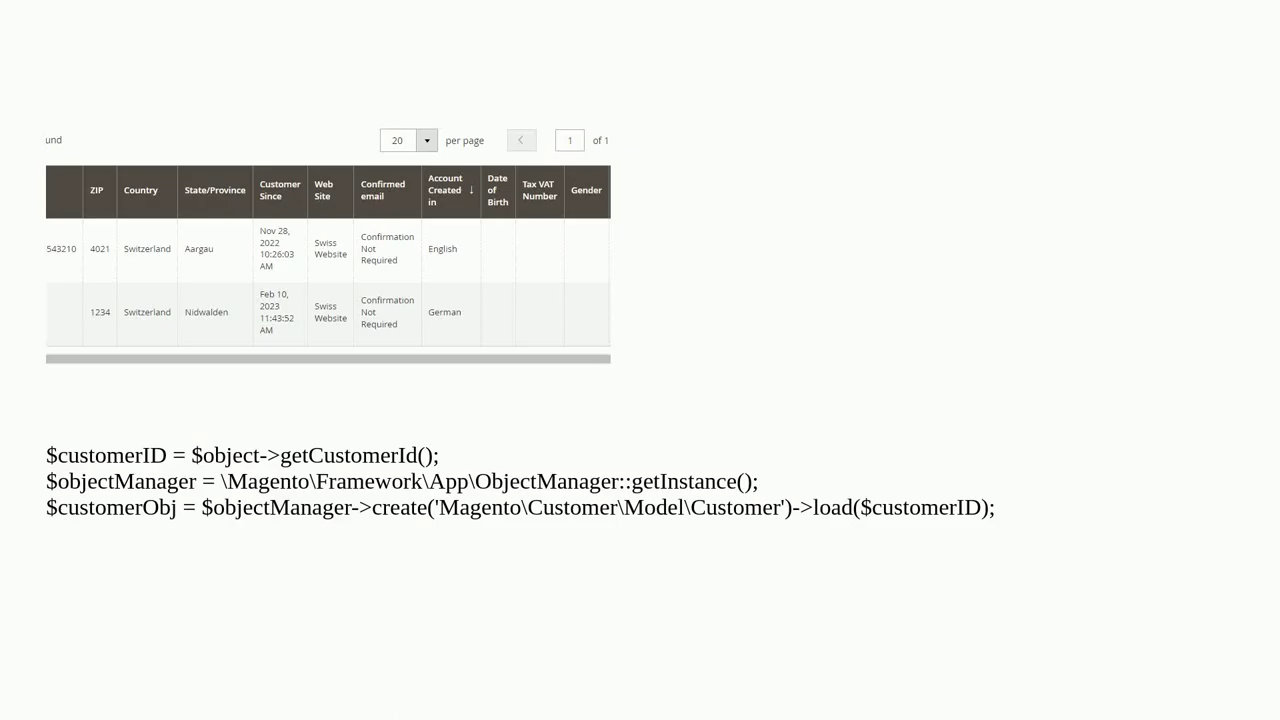 und 20 per page 1 of 1
ZIP Country State/Province Customer Since Web Site Confirmed email Account Created in ↓ Date of Birth Tax VAT Number Gender
543210 4021 Switzerland Aargau Nov 28, 2022 10:26:03 AM Swiss Website Confirmation Not Required English
1234 Switzerland Nidwalden Feb 10, 2023 11:43:52 AM Swiss Website Confirmation Not Required German
$customerID = $object->getCustomerId();
$objectManager = \Magento\Framework\App\ObjectManager::getInstance();
$customerObj = $objectManager->create('Magento\Customer\Model\Customer')->load($customerID);